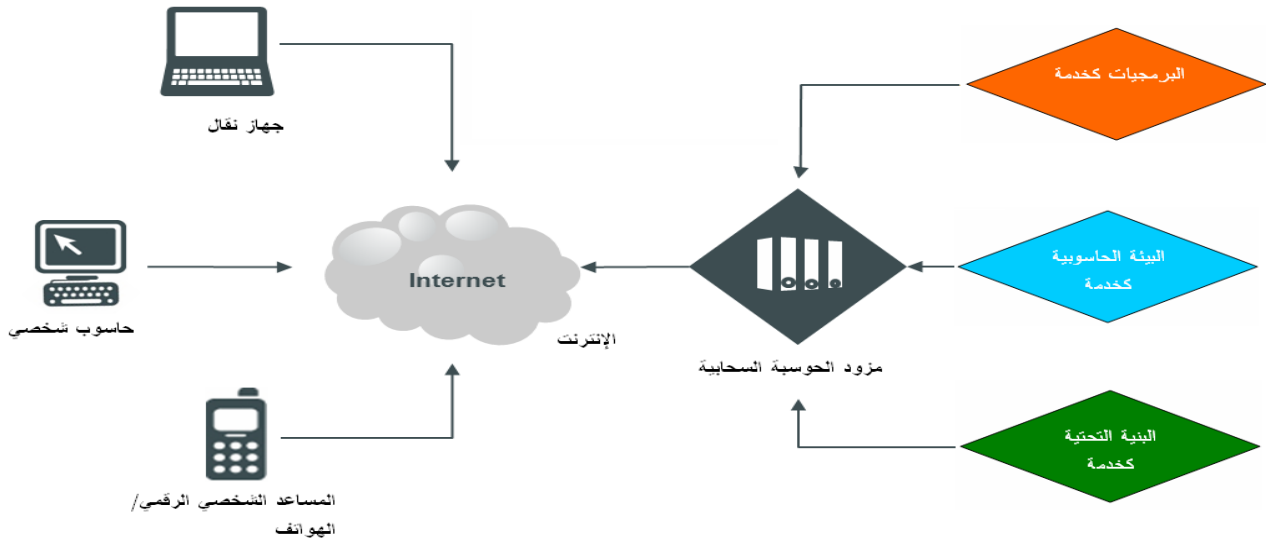 جهاز نقال
البرمجيات كخدمة
Internet
حاسوب شخصي
الإنترنت
مزود الحوسبة السحابية
البيئة الحاسوبية
كخدمة
المساعد الشخصي الرقمي/
الهواتف
البنية التحتية
كخدمة